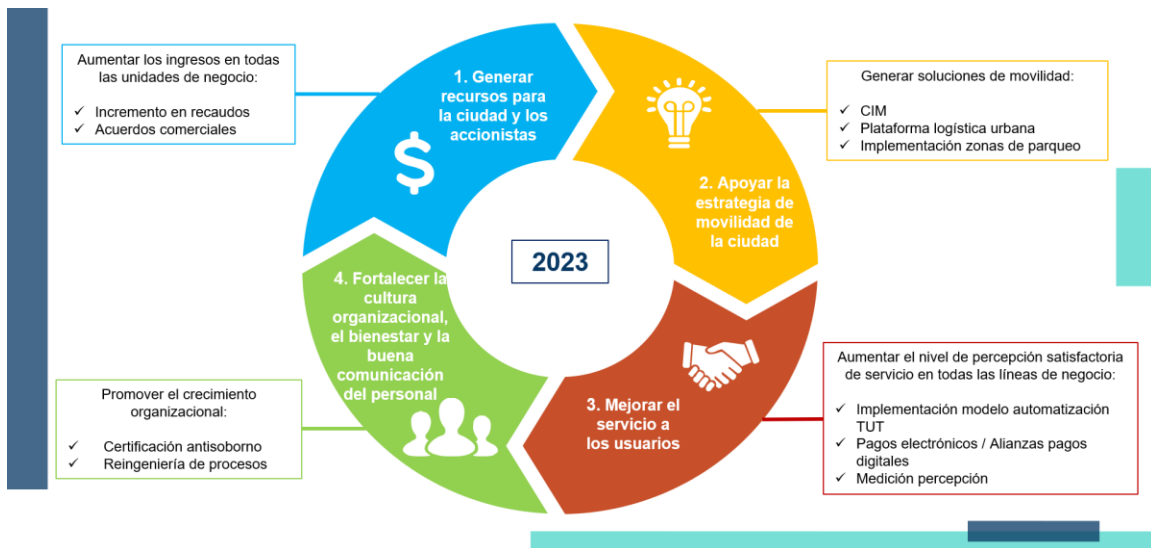 Aumentar los ingresos en todas
las unidades de negocio:
✓ Incremento en recaudos
✓ Acuerdos comerciales
1. Generar
recursos para
la ciudad y los
accionistas
$
Generar soluciones de movilidad:
✓ CIM
✓ Plataforma logística urbana
✓ Implementación zonas de parqueo
2. Apoyar la
estrategia de
movilidad de
la ciudad
2023
4. Fortalecer la
cultura
organizacional,
el bienestar y la
buena
comunicación
del personal
Promover el crecimiento
organizacional:
✓ Certificación antisoborno
✓ Reingeniería de procesos
3. Mejorar el
servicio a
los usuarios
Aumentar el nivel de percepción satisfactoria
de servicio en todas las líneas de negocio:
✓ Implementación modelo automatización
TUT
✓ Pagos electrónicos / Alianzas pagos
digitales
✓ Medición percepción